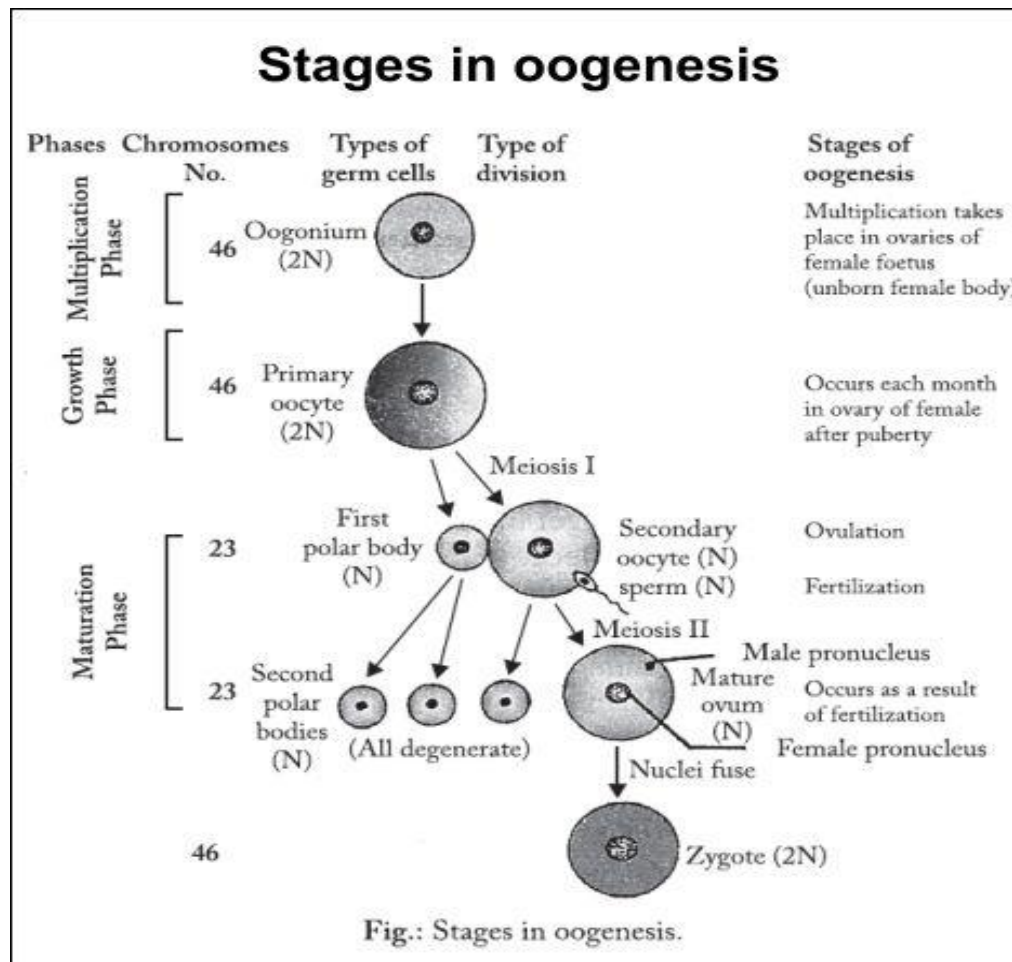 Stages in oogenesis
Phases Chromosomes No.
Types of germ cells
Type of division
Stages of oogenesis
Multiplication Phase
46
Oogonium (2N)
Multiplication takes
place in ovaries of
female foetus
(unborn female body)
Growth Phase
46
Primary oocyte (2N)
Occurs each month
in ovary of female
after puberty
Meiosis I
Maturation Phase
23
First polar body (N)
Secondary oocyte (N)
sperm (N)
Ovulation
Fertilization
Meiosis II
Male pronucleus
23
Second polar bodies (N)
(All degenerate)
Mature ovum (N)
Occurs as a result
of fertilization
Female pronucleus
Nuclei fuse
46
Zygote (2N)
Fig.: Stages in oogenesis.